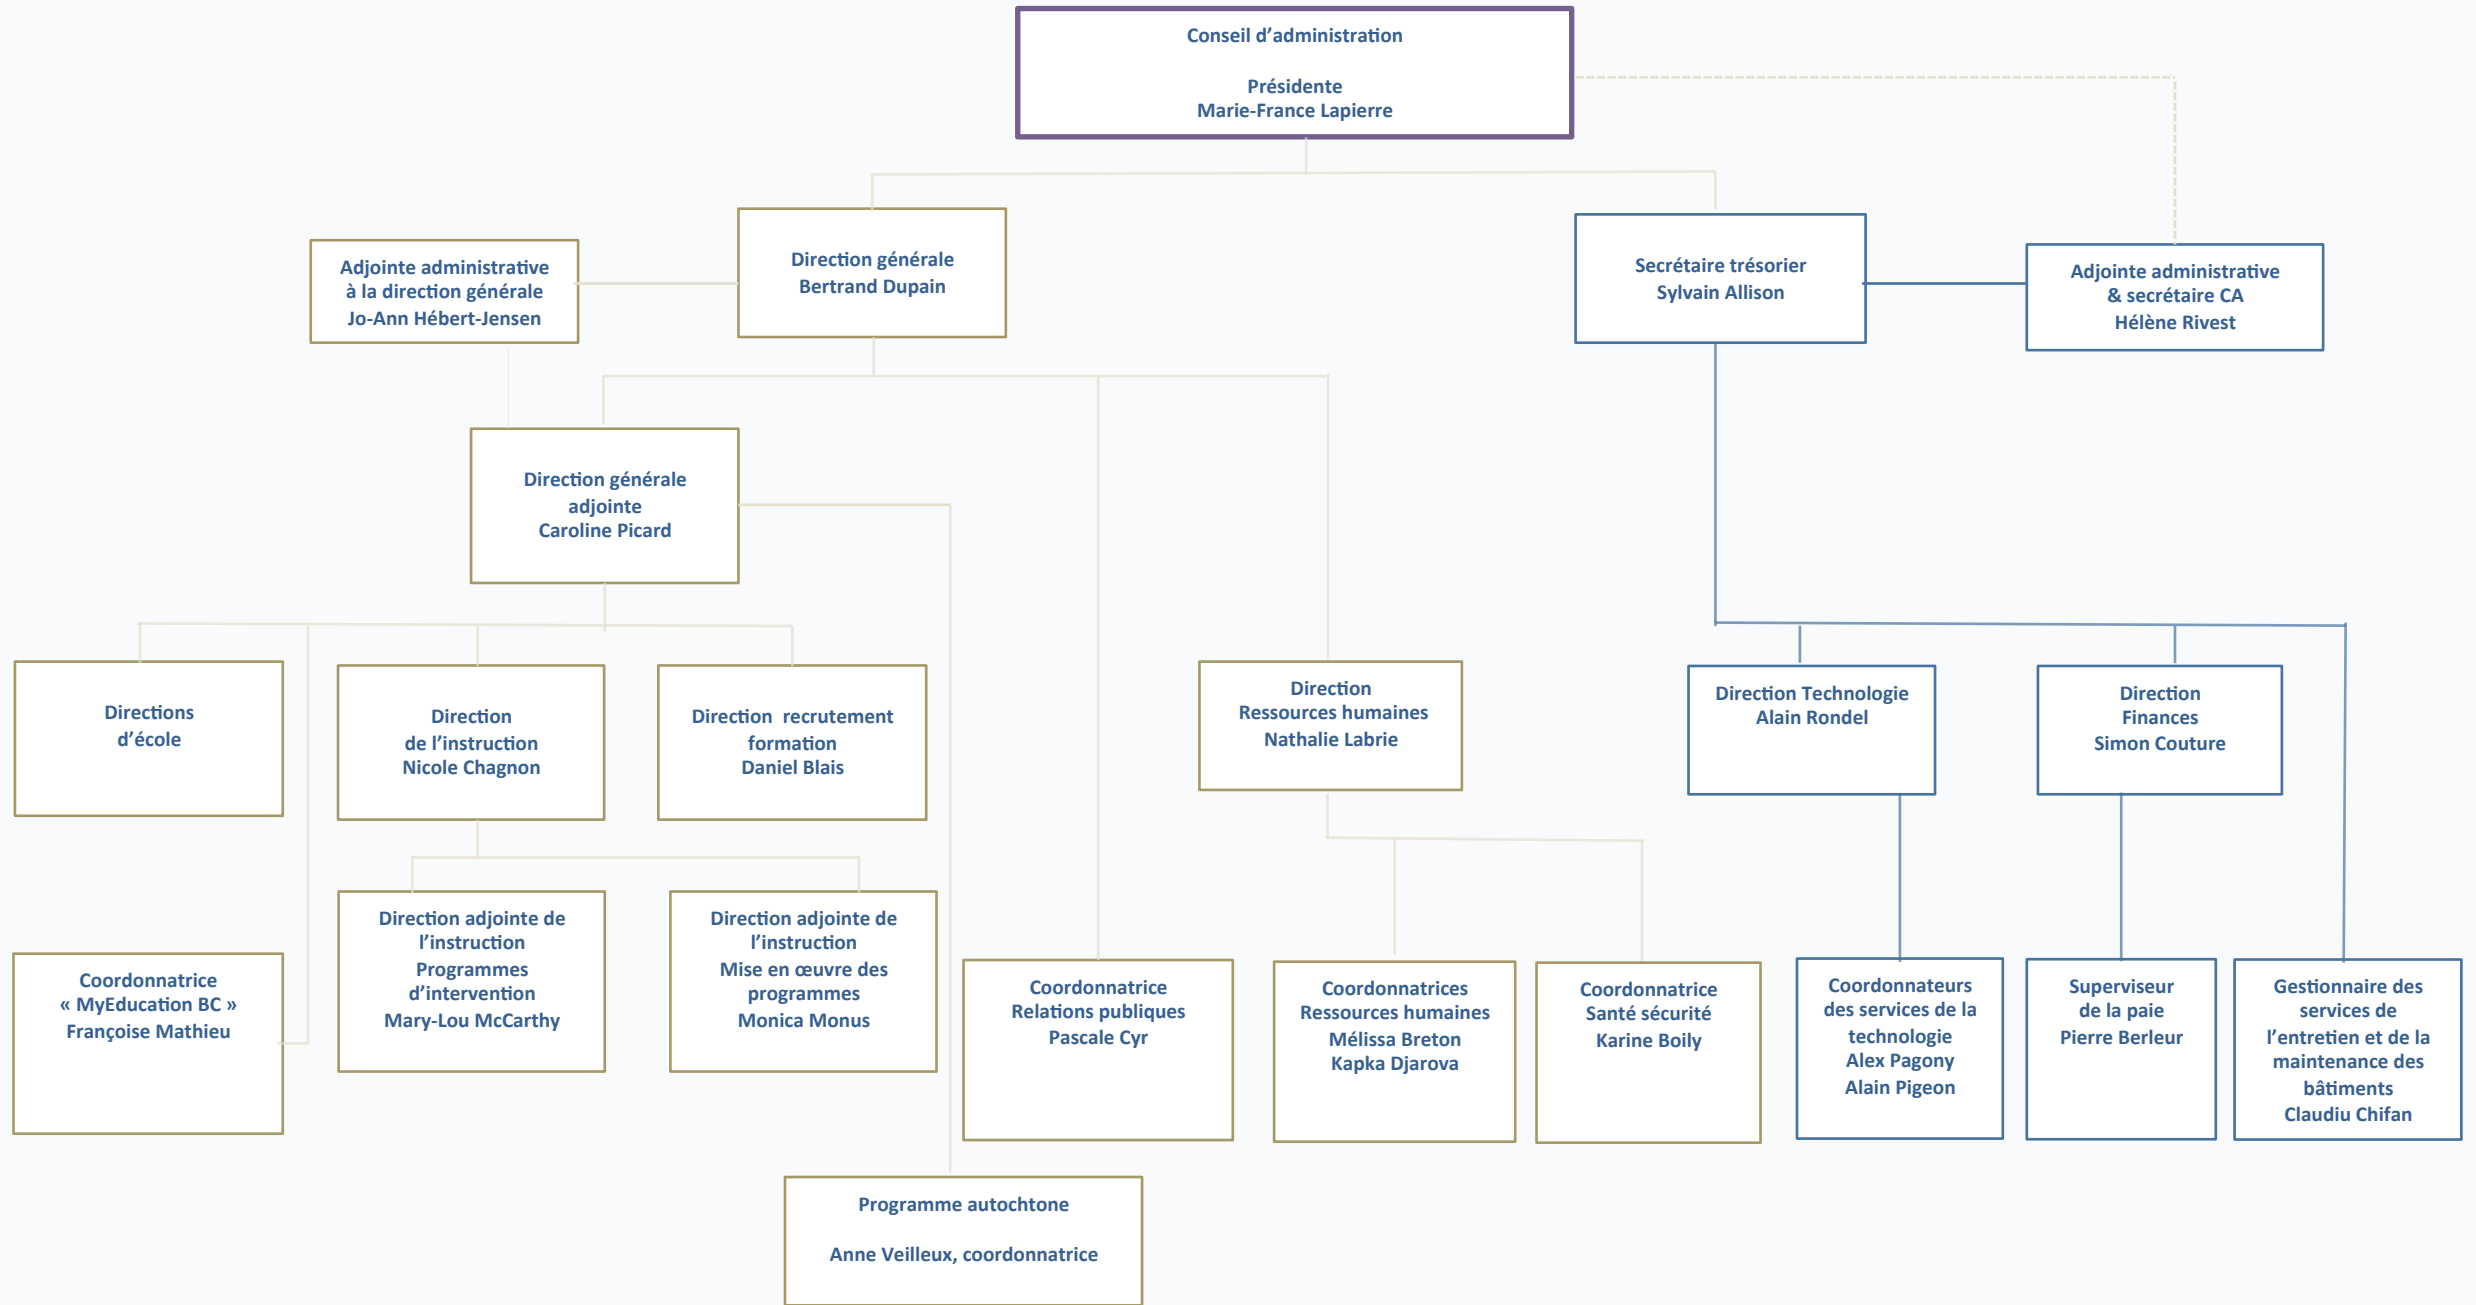 Conseil d’administration
Présidente
Marie-France Lapierre
Adjointe administrative
à la direction générale
Jo-Ann Hébert-Jensen
Direction générale
Bertrand Dupain
Secrétaire trésorier
Sylvain Allison
Adjointe administrative
& secrétaire CA
Hélène Rivest
Direction générale
adjointe
Caroline Picard
Directions
d’école
Direction
de l’instruction
Nicole Chagnon
Direction recrutement
formation
Daniel Blais
Direction
Ressources humaines
Nathalie Labrie
Direction Technologie
Alain Rondel
Direction
Finances
Simon Couture
Coordonnatrice
« MyEducation BC »
Françoise Mathieu
Direction adjointe de
l’instruction
Programmes
d’intervention
Mary-Lou McCarthy
Direction adjointe de
l’instruction
Mise en œuvre des
programmes
Monica Monus
Coordonnatrice
Relations publiques
Pascale Cyr
Coordonnatrices
Ressources humaines
Mélissa Breton
Kapka Djarova
Coordonnatrice
Santé sécurité
Karine Boily
Coordonnateurs
des services de la
technologie
Alex Pagony
Alain Pigeon
Superviseur
de la paie
Pierre Berleur
Gestionnaire des
services de
l’entretien et de la
maintenance des
bâtiments
Claudiu Chifan
Programme autochtone
Anne Veilleux, coordonnatrice